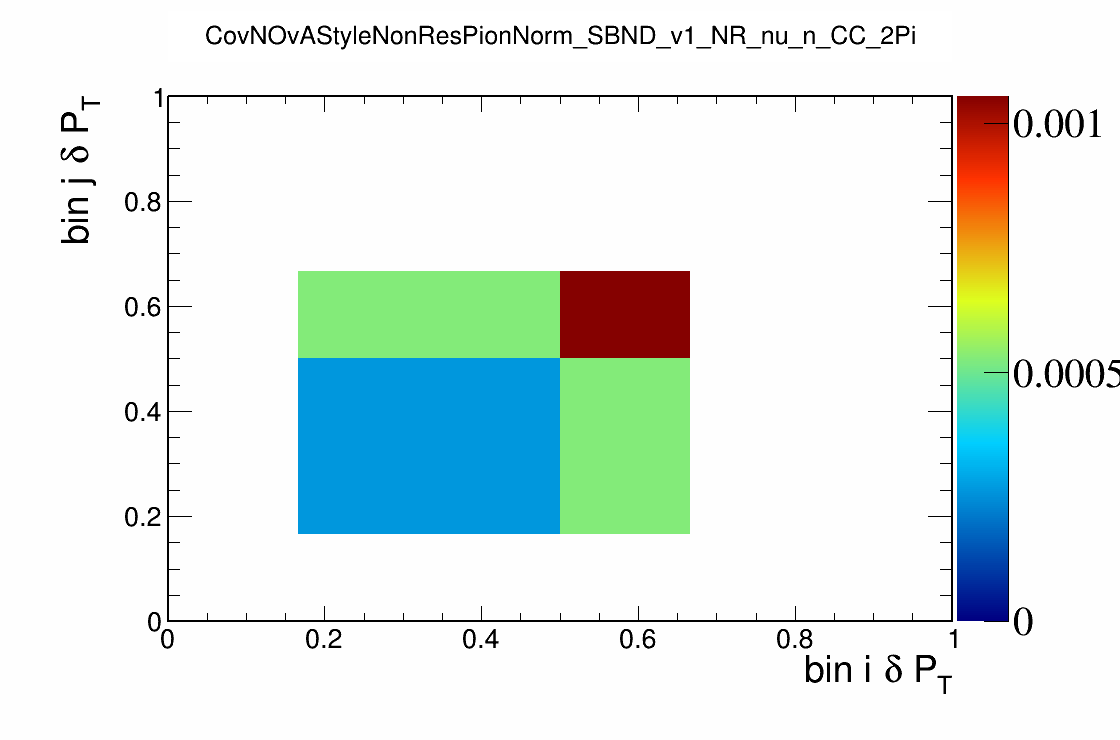 CovNOvAStyleNonResPionNorm_SBND_v1_NR_nu_n_CC_2Pi
bin j δ P_T
1
0.8
0.6
0.4
0.2
0
0 0.2 0.4 0.6 0.8 1
bin i δ P_T
0.001
0.0005
0